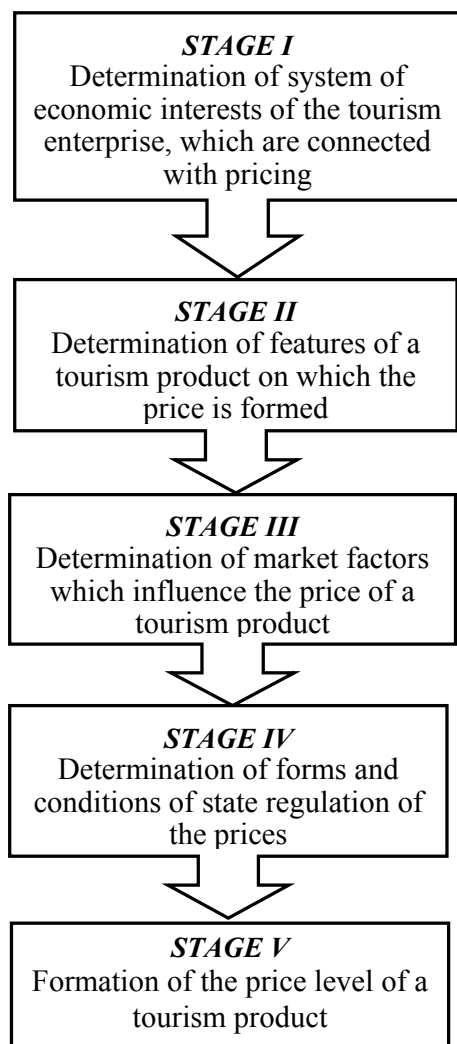 STAGE I
Determination of system of
economic interests of the tourism
enterprise, which are connected
with pricing
STAGE II
Determination of features of a
tourism product on which the
price is formed
STAGE III
Determination of market factors
which influence the price of a
tourism product
STAGE IV
Determination of forms and
conditions of state regulation of
the prices
STAGE V
Formation of the price level of a
tourism product